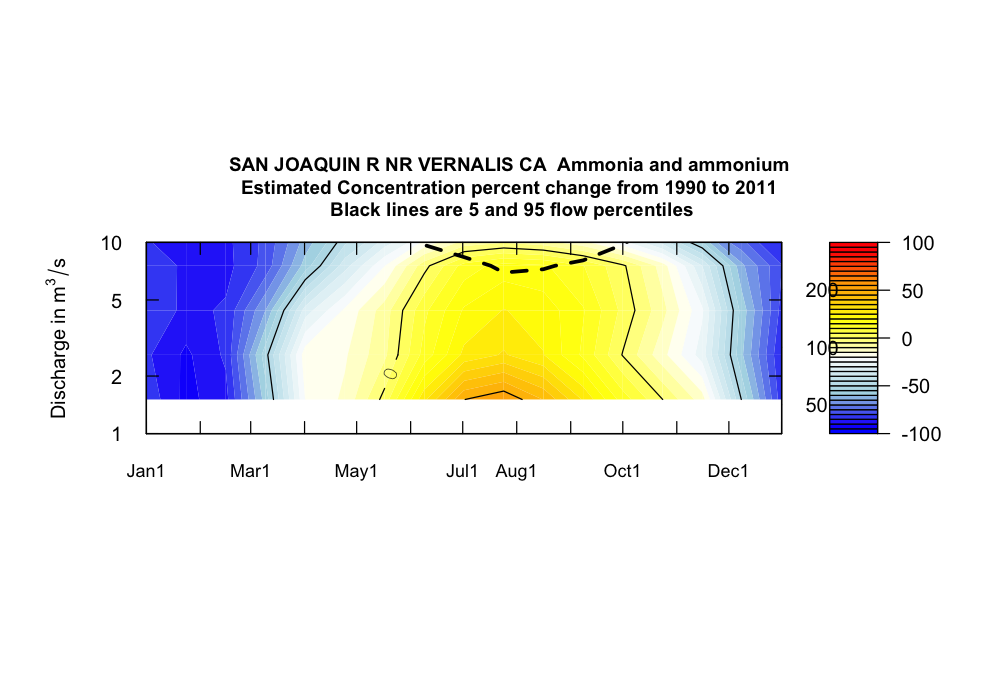 SAN JOAQUIN R NR VERNALIS CA  Ammonia and ammonium
Estimated Concentration percent change from 1990 to 2011
Black lines are 5 and 95 flow percentiles
Discharge in m³/s
10
5
2
1
0
Jan1
Mar1
May1
Jul1
Aug1
Oct1
Dec1
200
100
50
100
50
0
-50
-100